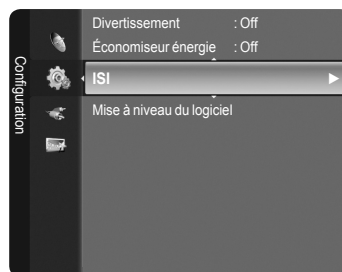 Configuration
Divertissement : Off
Économiseur énergie : Off
ISI
Mise à niveau du logiciel